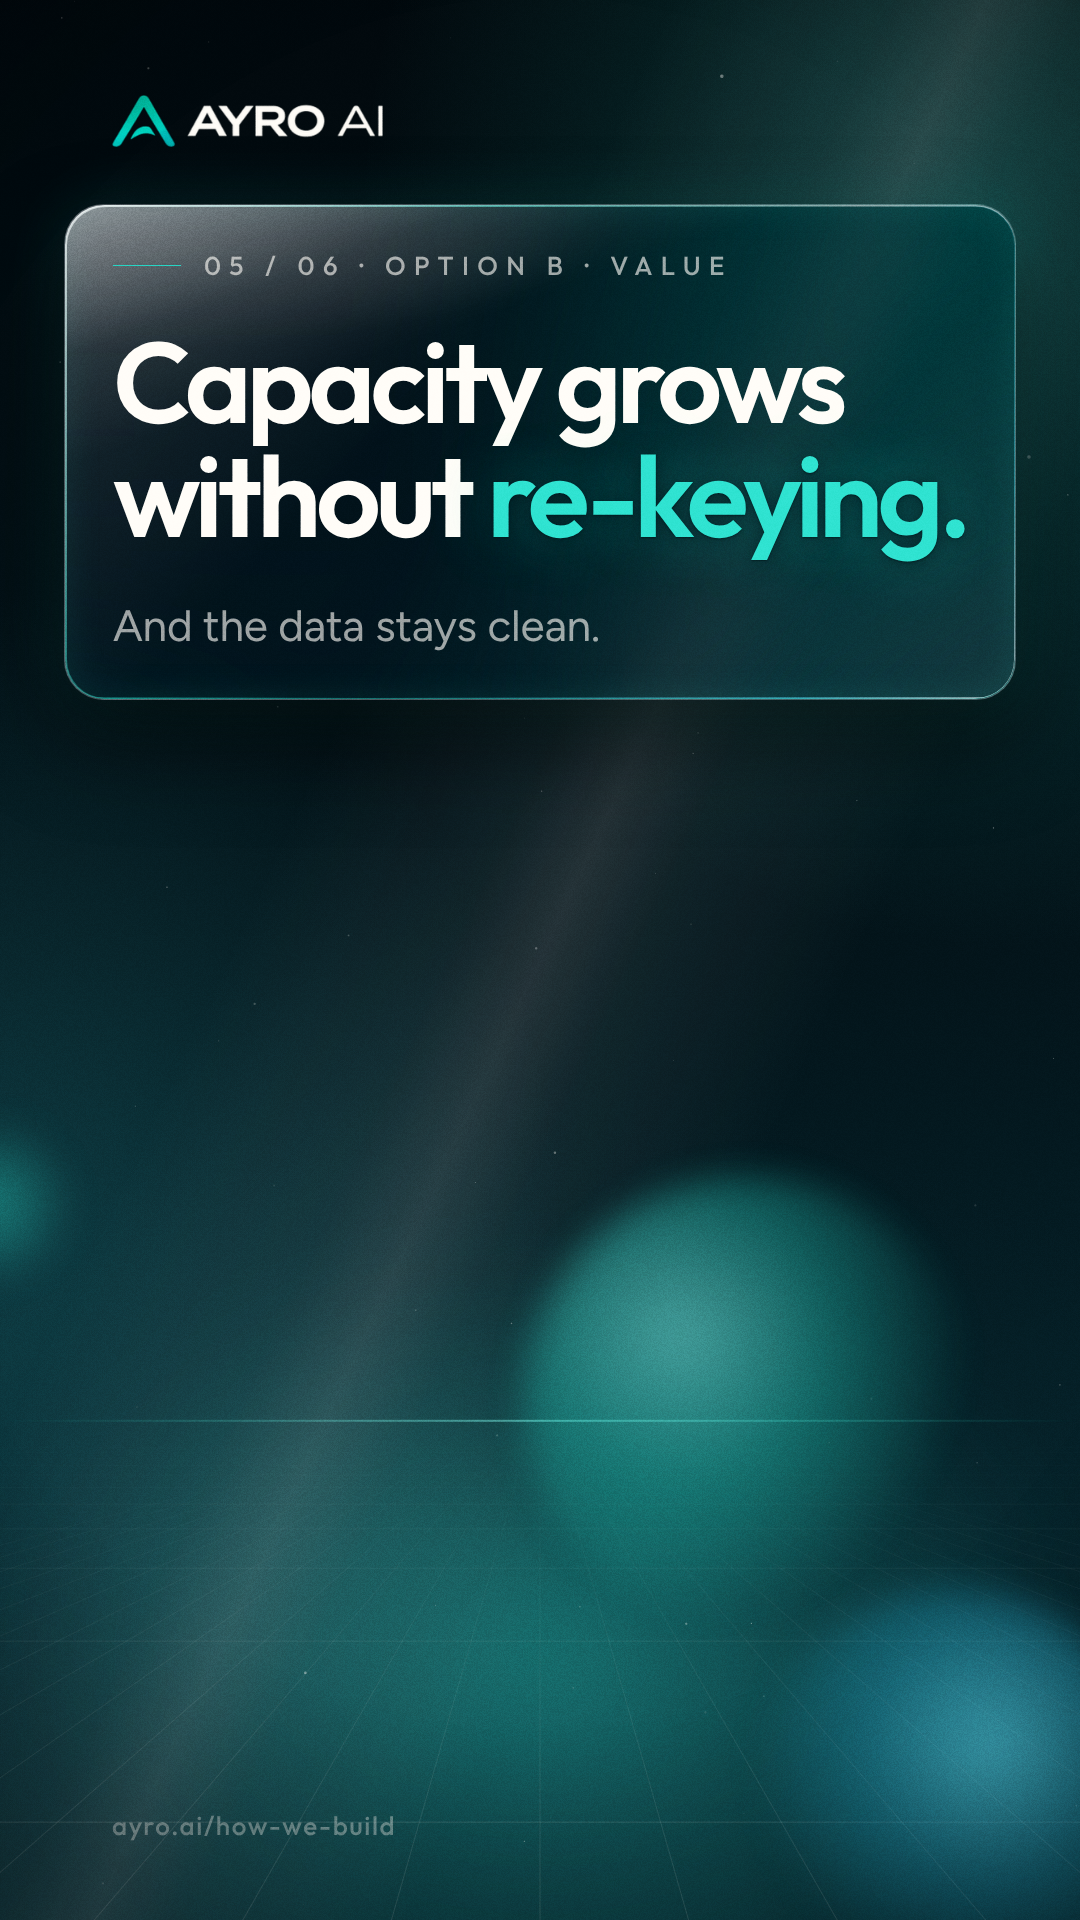 AYRO AI
05 / 06 · OPTION B · VALUE
Capacity grows
without re-keying.
And the data stays clean.
ayro.ai/how-we-build